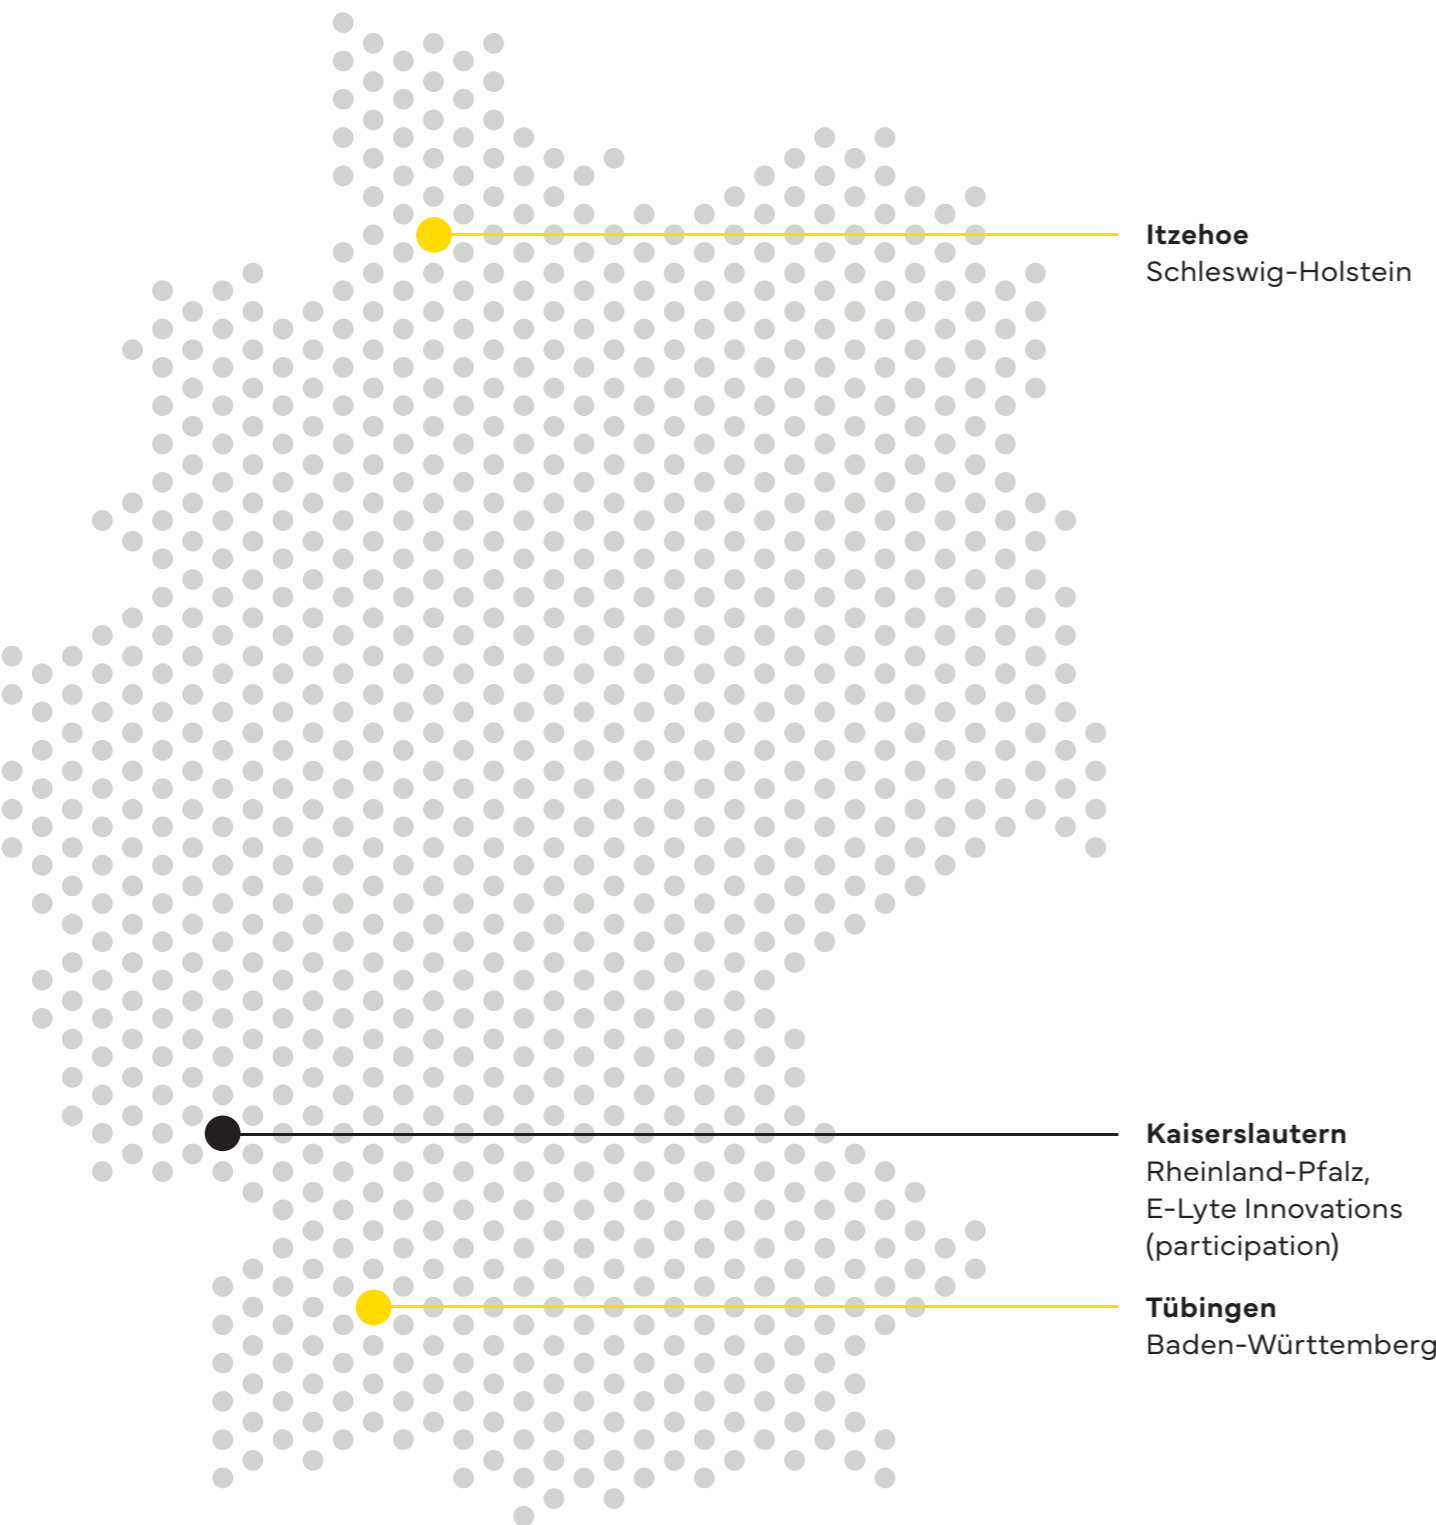 Itzehoe
Schleswig-Holstein
Kaiserslautern
Rheinland-Pfalz,
E-Lyte Innovations
(participation)
Tübingen
Baden-Württemberg